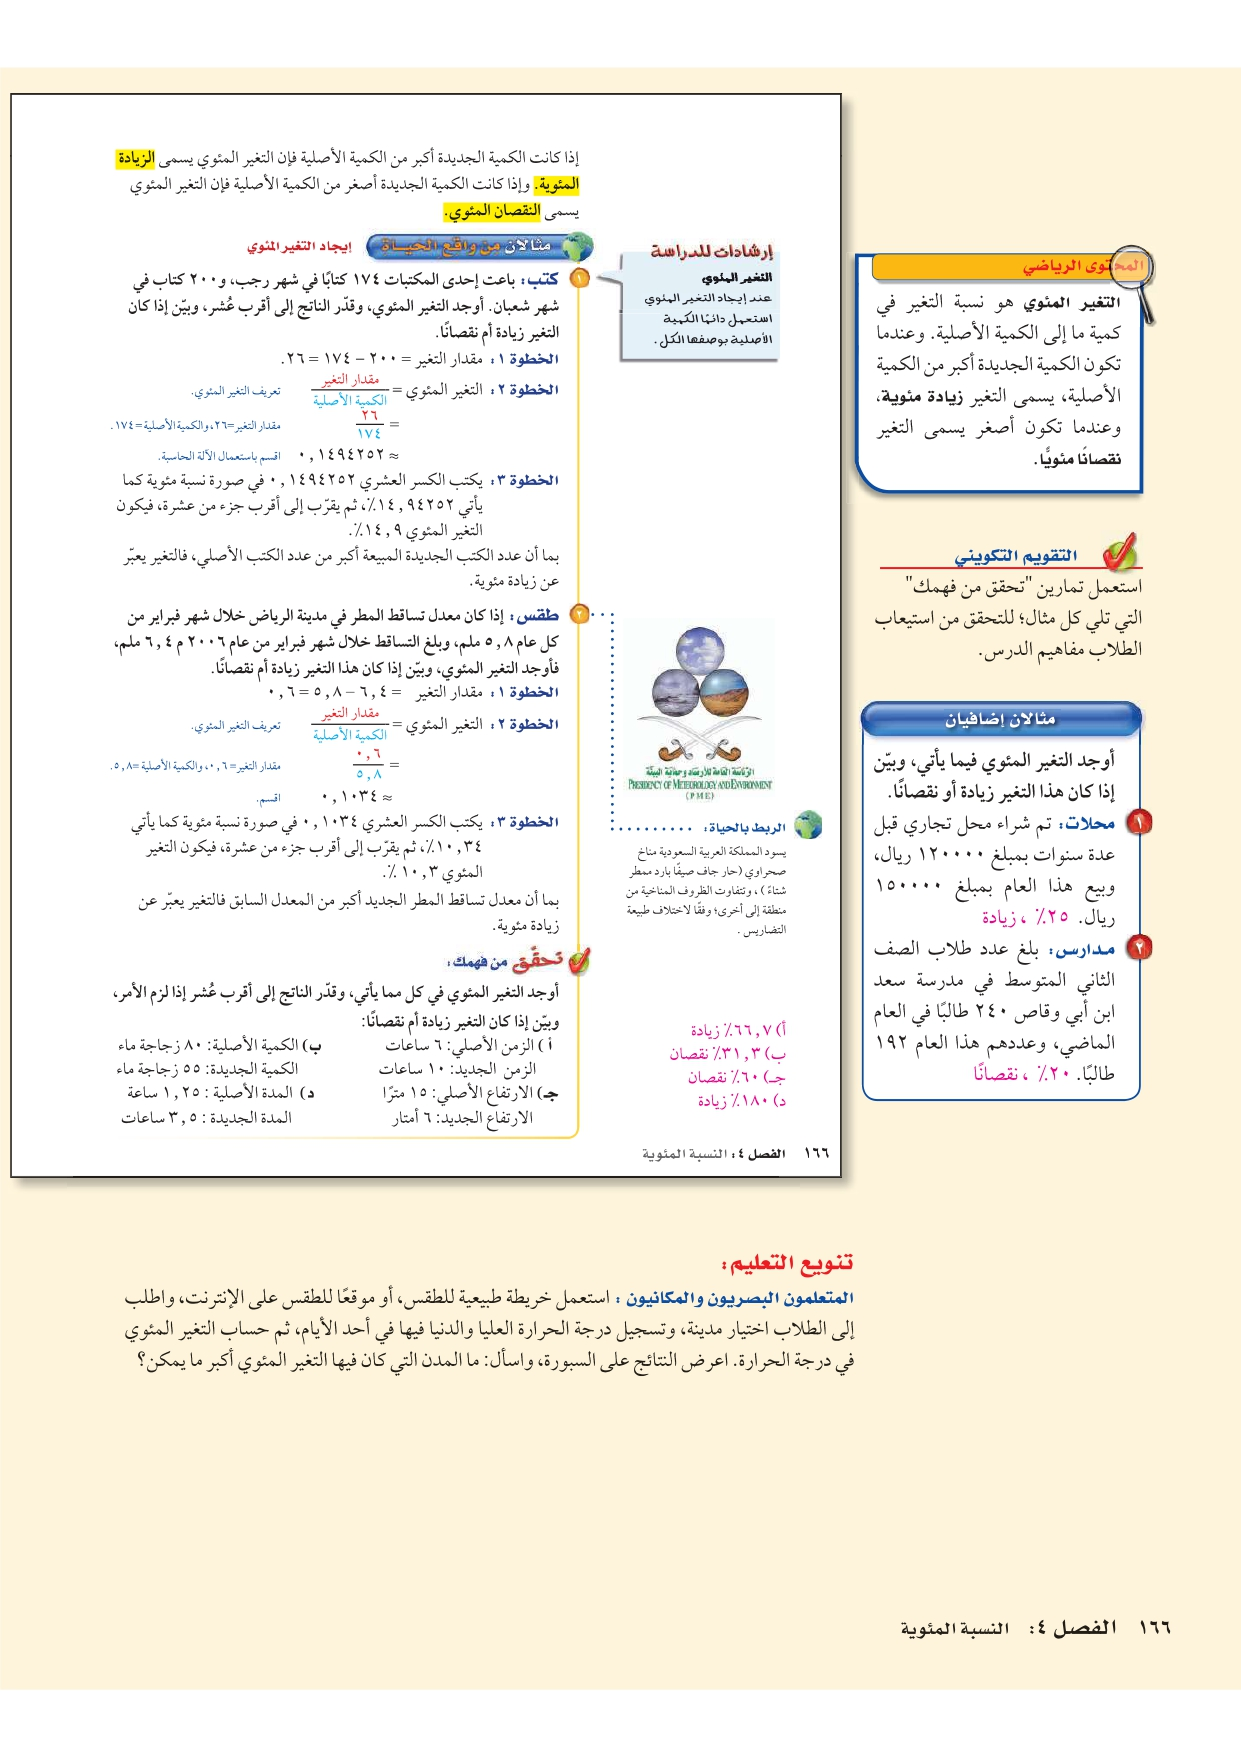 إذا كانت الكمية الجديدة أكبر من الكمية الأصلية فإن التغير المئوي يسمى الزيادة
المئوية. وإذا كانت الكمية الجديدة أصغر من الكمية الأصلية فإن التغير المئوي
يسمى النقصان المئوي.
مثالان من واقع الحياة إيجاد التغير المئوي
١ كتب: باعت إحدى المكتبات ١٧٤ كتابًا في شهر رجب، و٢٠٠ كتاب في
شهر شعبان. أوجد التغير المئوي، وقدّر الناتج إلى أقرب عُشر، وبيّن إذا كان
التغير زيادة أم نقصانًا.
الخطوة ١: مقدار التغير = ٢٠٠ – ١٧٤ = ٢٦.
الخطوة ٢: التغير المئوي = مقدار التغير / الكمية الأصلية تعريف التغير المئوي.
= ٢٦ / ١٧٤ مقدار التغير=٢٦، والكمية الأصلية=١٧٤.
≈ ٠,١٤٩٤٢٥٢ اقسم باستعمال الآلة الحاسبة.
الخطوة ٣: يكتب الكسر العشري ٠,١٤٩٤٢٥٢ في صورة نسبة مئوية كما
يأتي ١٤,٩٤٢٥٢٪، ثم يقرّب إلى أقرب جزء من عشرة، فيكون
التغير المئوي ١٤,٩٪.
بما أن عدد الكتب الجديدة المبيعة أكبر من عدد الكتب الأصلي، فالتغير يعبّر
عن زيادة مئوية.
٢ طقس: إذا كان معدل تساقط المطر في مدينة الرياض خلال شهر فبراير من
كل عام ٥,٨ ملم، وبلغ التساقط خلال شهر فبراير من عام ٢٠٠٦ م ٦,٤ ملم،
فأوجد التغير المئوي، وبيّن إذا كان هذا التغير زيادة أم نقصانًا.
الخطوة ١: مقدار التغير = ٦,٤ – ٥,٨ = ٠,٦
الخطوة ٢: التغير المئوي = مقدار التغير / الكمية الأصلية تعريف التغير المئوي.
= ٠,٦ / ٥,٨ مقدار التغير= ٠,٦، والكمية الأصلية =٥,٨.
≈ ٠,١٠٣٤ اقسم.
الخطوة ٣: يكتب الكسر العشري ٠,١٠٣٤ في صورة نسبة مئوية كما يأتي
١٠,٣٤٪، ثم يقرّب إلى أقرب جزء من عشرة، فيكون التغير
المئوي ١٠,٣ ٪.
بما أن معدل تساقط المطر الجديد أكبر من المعدل السابق فالتغير يعبّر عن
زيادة مئوية.
تحقّق من فهمك:
أوجد التغير المئوي في كل مما يأتي، وقدّر الناتج إلى أقرب عُشر إذا لزم الأمر،
وبيّن إذا كان التغير زيادة أم نقصانًا:
أ ) الزمن الأصلي: ٦ ساعات
الزمن الجديد: ١٠ ساعات
ب) الكمية الأصلية: ٨٠ زجاجة ماء
الكمية الجديدة: ٥٥ زجاجة ماء
جـ) الارتفاع الأصلي: ١٥ مترًا
الارتفاع الجديد: ٦ أمتار
د) المدة الأصلية : ١,٢٥ ساعة
المدة الجديدة : ٣,٥ ساعات
إرشادات للدراسة
التغير المئوي
عند إيجاد التغير المئوي
استعمل دائمًا الكمية
الأصلية بوصفها الكل.
الرئاسة العامة للأرصاد وحماية البيئة
PRESIDENCY OF METEOROLOGY AND ENVIRONMENT
(PME)
الربط بالحياة:
يسود المملكة العربية السعودية مناخ
صحراوي (حار جاف صيفًا بارد ممطر
شتاءً )، وتتفاوت الظروف المناخية من
منطقة إلى أخرى؛ وفقًا لاختلاف طبيعة
التضاريس .
أ) ٦٦,٧٪ زيادة
ب) ٣١,٣٪ نقصان
جـ) ٦٠٪ نقصان
د) ١٨٠٪ زيادة
١٦٦ الفصل ٤: النسبة المئوية
المحتوى الرياضي
التغير المئوي هو نسبة التغير في
كمية ما إلى الكمية الأصلية. وعندما
تكون الكمية الجديدة أكبر من الكمية
الأصلية، يسمى التغير زيادة مئوية،
وعندما تكون أصغر يسمى التغير
نقصانًا مئويًّا.
التقويم التكويني
استعمل تمارين "تحقق من فهمك"
التي تلي كل مثال؛ للتحقق من استيعاب
الطلاب مفاهيم الدرس.
مثالان إضافيان
أوجد التغير المئوي فيما يأتي، وبيّن
إذا كان هذا التغير زيادة أو نقصانًا.
١ محلات: تم شراء محل تجاري قبل
عدة سنوات بمبلغ ١٢٠٠٠٠ ريال،
وبيع هذا العام بمبلغ ١٥٠٠٠٠
ريال. ٢٥٪ ، زيادة
٢ مدارس: بلغ عدد طلاب الصف
الثاني المتوسط في مدرسة سعد
ابن أبي وقاص ٢٤٠ طالبًا في العام
الماضي، وعددهم هذا العام ١٩٢
طالبًا. ٢٠٪ ، نقصانًا
تنويع التعليم:
المتعلمون البصريون والمكانيون : استعمل خريطة طبيعية للطقس، أو موقعًا للطقس على الإنترنت، واطلب
إلى الطلاب اختيار مدينة، وتسجيل درجة الحرارة العليا والدنيا فيها في أحد الأيام، ثم حساب التغير المئوي
في درجة الحرارة. اعرض النتائج على السبورة، واسأل: ما المدن التي كان فيها التغير المئوي أكبر ما يمكن؟
١٦٦ الفصل ٤: النسبة المئوية